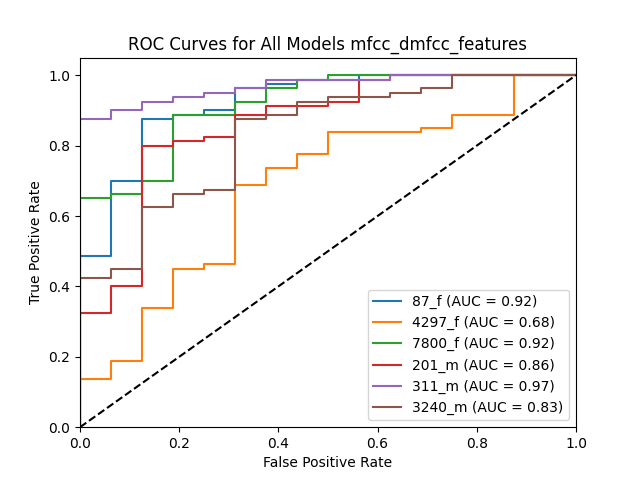 ROC Curves for All Models mfcc_dmfcc_features
True Positive Rate
1.0
0.8
0.6
0.4
0.2
0.0
87_f (AUC = 0.92)
4297_f (AUC = 0.68)
7800_f (AUC = 0.92)
201_m (AUC = 0.86)
311_m (AUC = 0.97)
3240_m (AUC = 0.83)
0.0 0.2 0.4 0.6 0.8 1.0
False Positive Rate